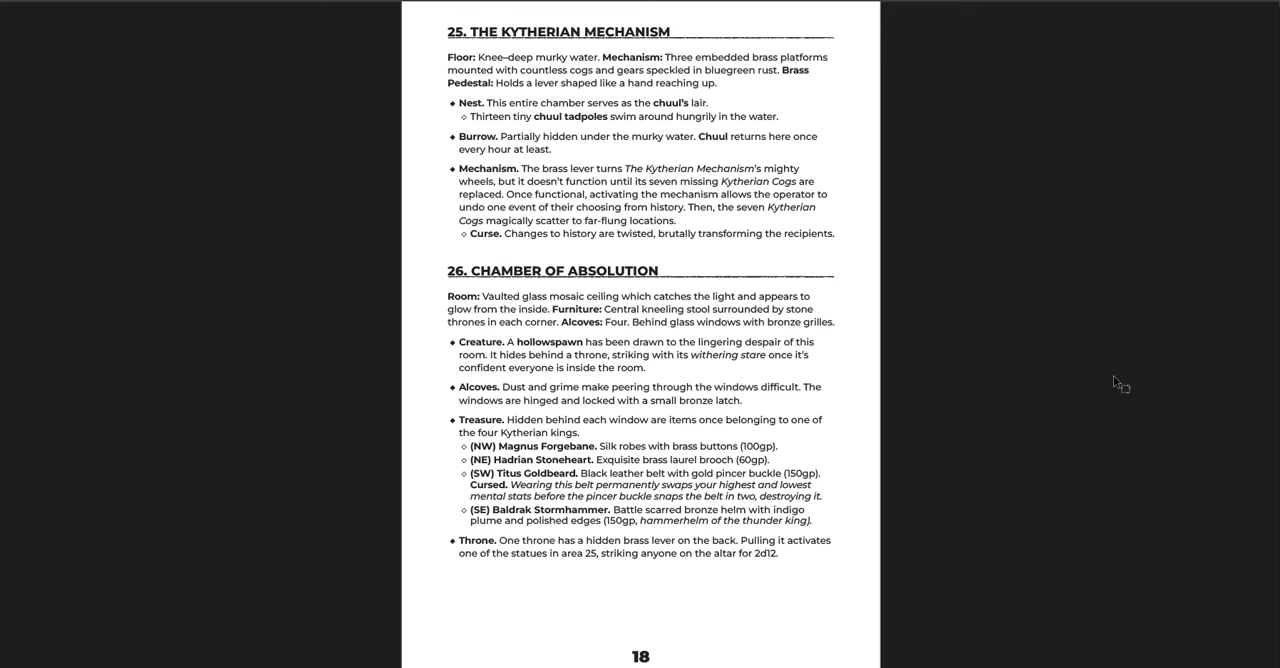 25. THE KYTHERIAN MECHANISM
Floor: Knee–deep murky water. Mechanism: Three embedded brass platforms
mounted with countless cogs and gears speckled in bluegreen rust. Brass
Pedestal: Holds a lever shaped like a hand reaching up.
◆ Nest. This entire chamber serves as the chuul's lair.
◇ Thirteen tiny chuul tadpoles swim around hungrily in the water.
◆ Burrow. Partially hidden under the murky water. Chuul returns here once
every hour at least.
◆ Mechanism. The brass lever turns The Kytherian Mechanism's mighty
wheels, but it doesn't function until its seven missing Kytherian Cogs are
replaced. Once functional, activating the mechanism allows the operator to
undo one event of their choosing from history. Then, the seven Kytherian
Cogs magically scatter to far-flung locations.
◇ Curse. Changes to history are twisted, brutally transforming the recipients.
26. CHAMBER OF ABSOLUTION
Room: Vaulted glass mosaic ceiling which catches the light and appears to
glow from the inside. Furniture: Central kneeling stool surrounded by stone
thrones in each corner. Alcoves: Four. Behind glass windows with bronze grilles.
◆ Creature. A hollowspawn has been drawn to the lingering despair of this
room. It hides behind a throne, striking with its withering stare once it's
confident everyone is inside the room.
◆ Alcoves. Dust and grime make peering through the windows difficult. The
windows are hinged and locked with a small bronze latch.
◆ Treasure. Hidden behind each window are items once belonging to one of
the four Kytherian kings.
◇ (NW) Magnus Forgebane. Silk robes with brass buttons (100gp).
◇ (NE) Hadrian Stoneheart. Exquisite brass laurel brooch (60gp).
◇ (SW) Titus Goldbeard. Black leather belt with gold pincer buckle (150gp).
Cursed. Wearing this belt permanently swaps your highest and lowest
mental stats before the pincer buckle snaps the belt in two, destroying it.
◇ (SE) Baldrak Stormhammer. Battle scarred bronze helm with indigo
plume and polished edges (150gp, hammerhelm of the thunder king).
◆ Throne. One throne has a hidden brass lever on the back. Pulling it activates
one of the statues in area 25, striking anyone on the altar for 2d12.
18